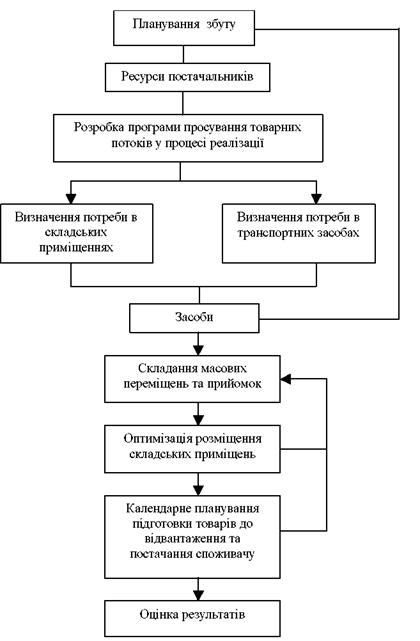 Планування збуту
Ресурси постачальників
Розробка програми просування товарних
потоків у процесі реалізації
Визначення потреби в
складських
приміщеннях
Визначення потреби в
транспортних засобах
Засоби
Складання масових
переміщень та прийомок
Оптимізація розміщення
складських приміщень
Календарне планування
підготовки товарів до
відвантаження та
постачання споживачу
Оцінка результатів